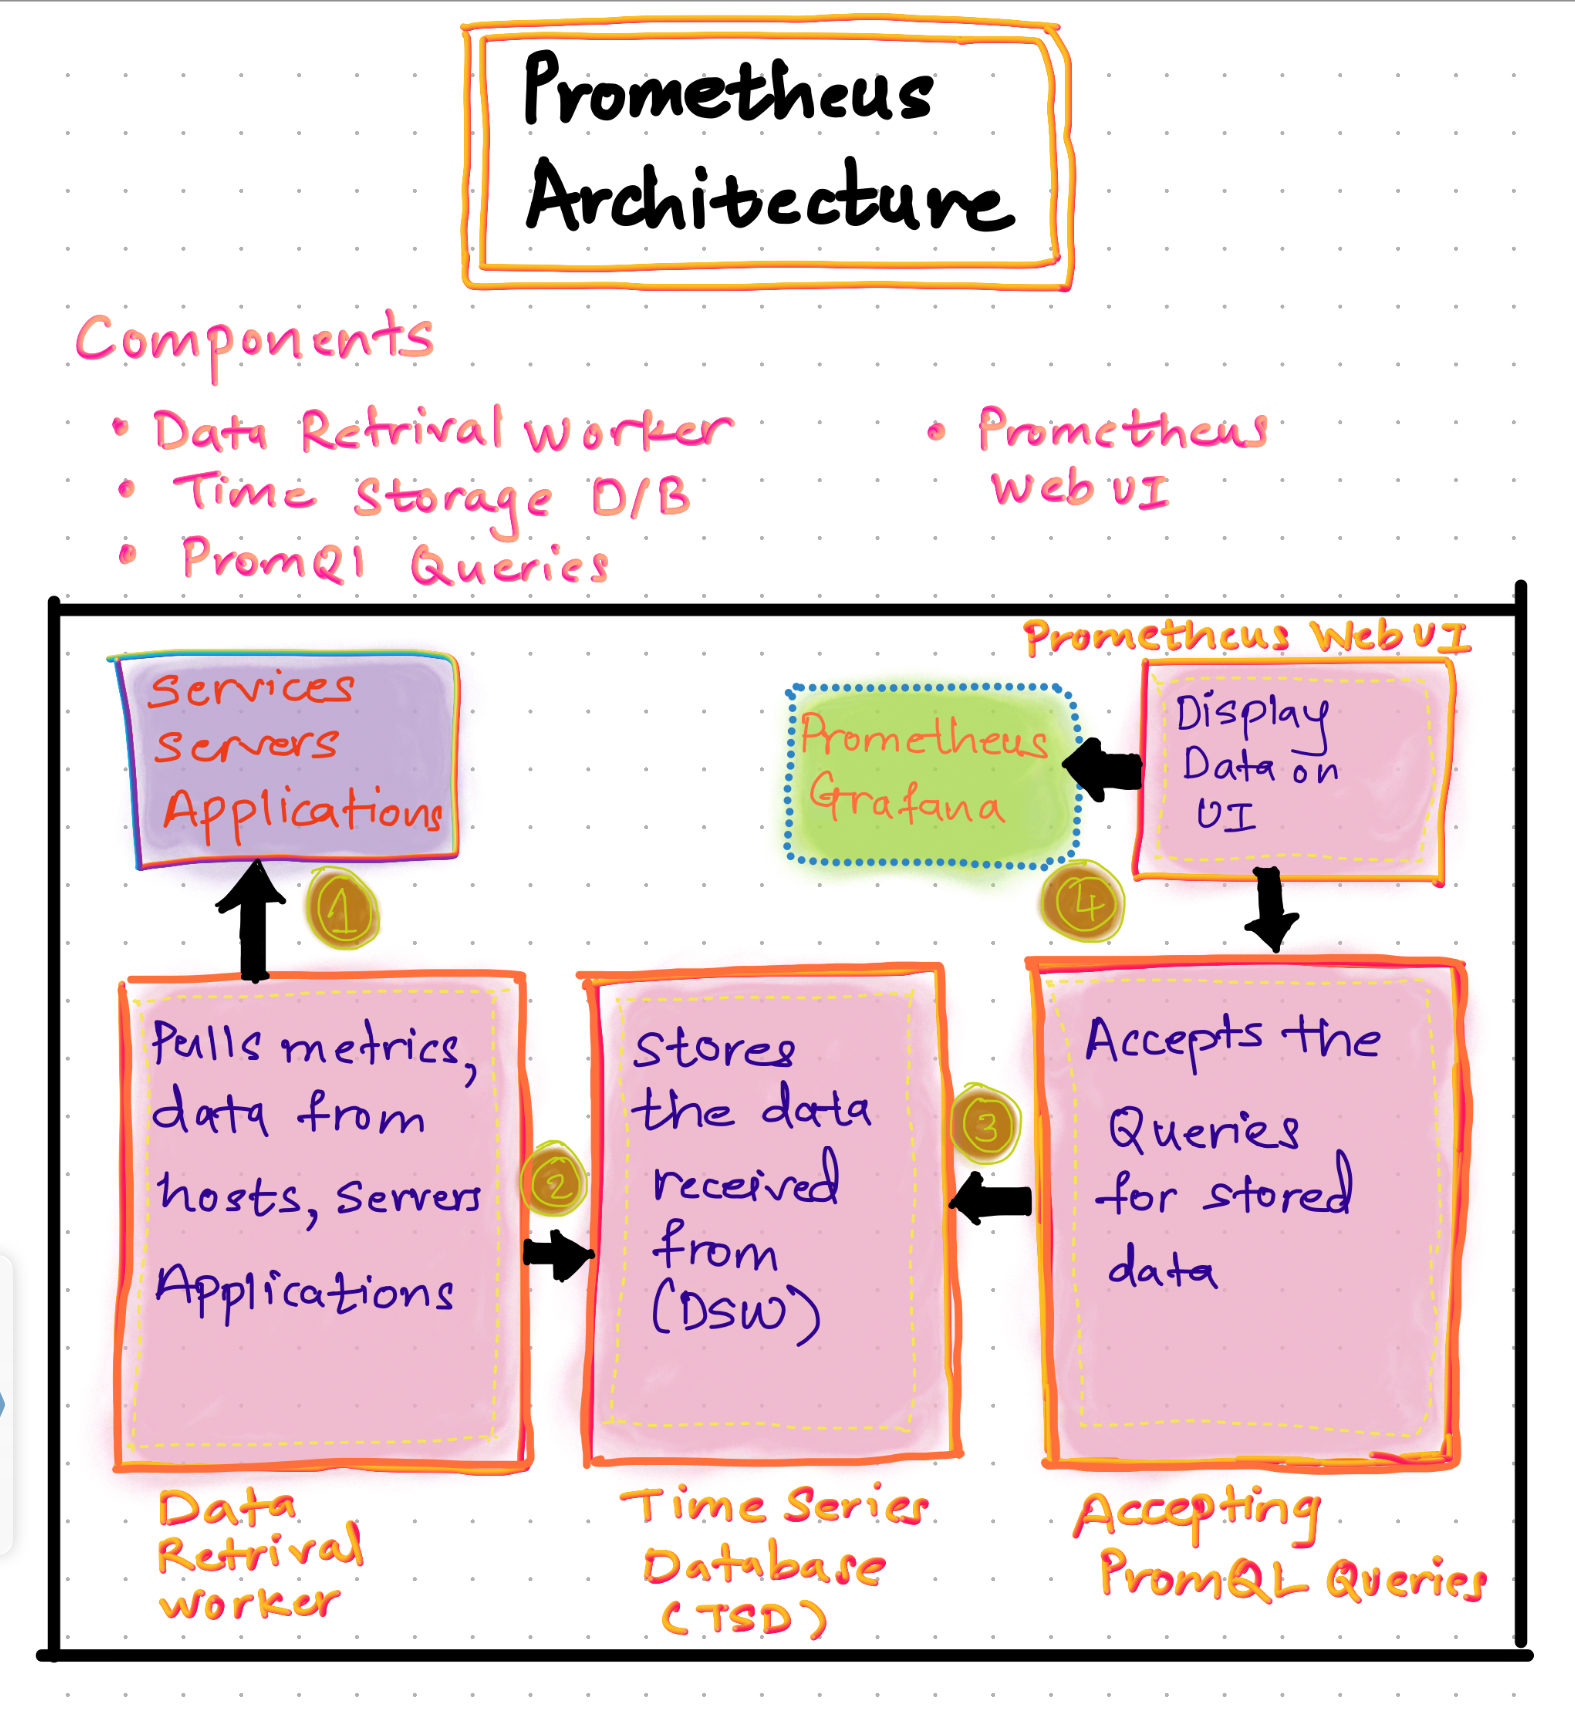 Prometheus
Architecture
Components
• Data Retrival Worker
• Time Storage D/B
• PromQl Queries
• Prometheus
Web UI
Services
Servers
Applications
1
Prometheus Web UI
Prometheus
Grafana
Display
Data on
UI
4
Pulls metrics,
data from
hosts, servers
Applications
2
Stores
the data
received
from
(DSW)
3
Accepts the
Queries
for stored
data
Data
Retrival
Worker
Time Series
Database
(TSD)
Accepting
PromQL Queries